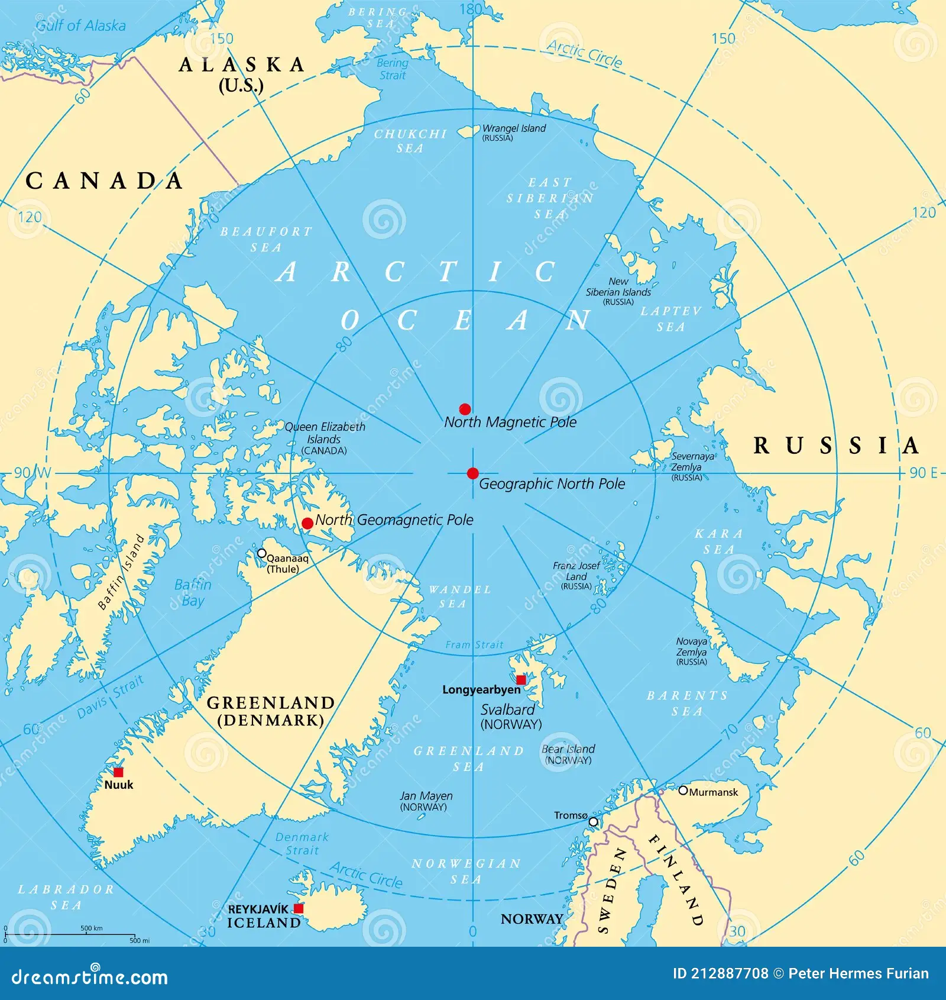 BERING
SEA
180
Gulf of Alaska
150
150
Arctic Circle
ALASKA
(U.S.)
Bering
Strait
60
CHUKCHI
SEA
Wrangel Island
(RUSSIA)
CANADA
EAST
SIBERIAN
SEA
120
120
70
BEAUFORT
SEA
ARCTIC
OCEAN
New
Siberian Islands
(RUSSIA)
LAPTEV
SEA
80
North Magnetic Pole
Queen Elizabeth
Islands
(CANADA)
RUSSIA
Severnaya
Zemlya
(RUSSIA)
90 W
90 E
Geographic North Pole
North Geomagnetic Pole
Baffin Island
Qaanaaq
(Thule)
KARA
SEA
Franz Josef
Land
(RUSSIA)
Baffin
Bay
WANDEL
SEA
80
Fram Strait
Novaya
Zemlya
(RUSSIA)
Davis Strait
Longyearbyen
Svalbard
(NORWAY)
BARENTS
SEA
GREENLAND
(DENMARK)
60
70
60
GREENLAND
SEA
Bear Island
(NORWAY)
Nuuk
Jan Mayen
(NORWAY)
Murmansk
Tromsø
Denmark
Strait
FINLAND
SWEDEN
60
NORWEGIAN
SEA
Arctic Circle
LABRADOR
SEA
REYKJAVÍK
ICELAND
NORWAY
30
0
30
0
500 km
0
500 mi
dreamstime
dreamstime.com
ID 212887708 © Peter Hermes Furian